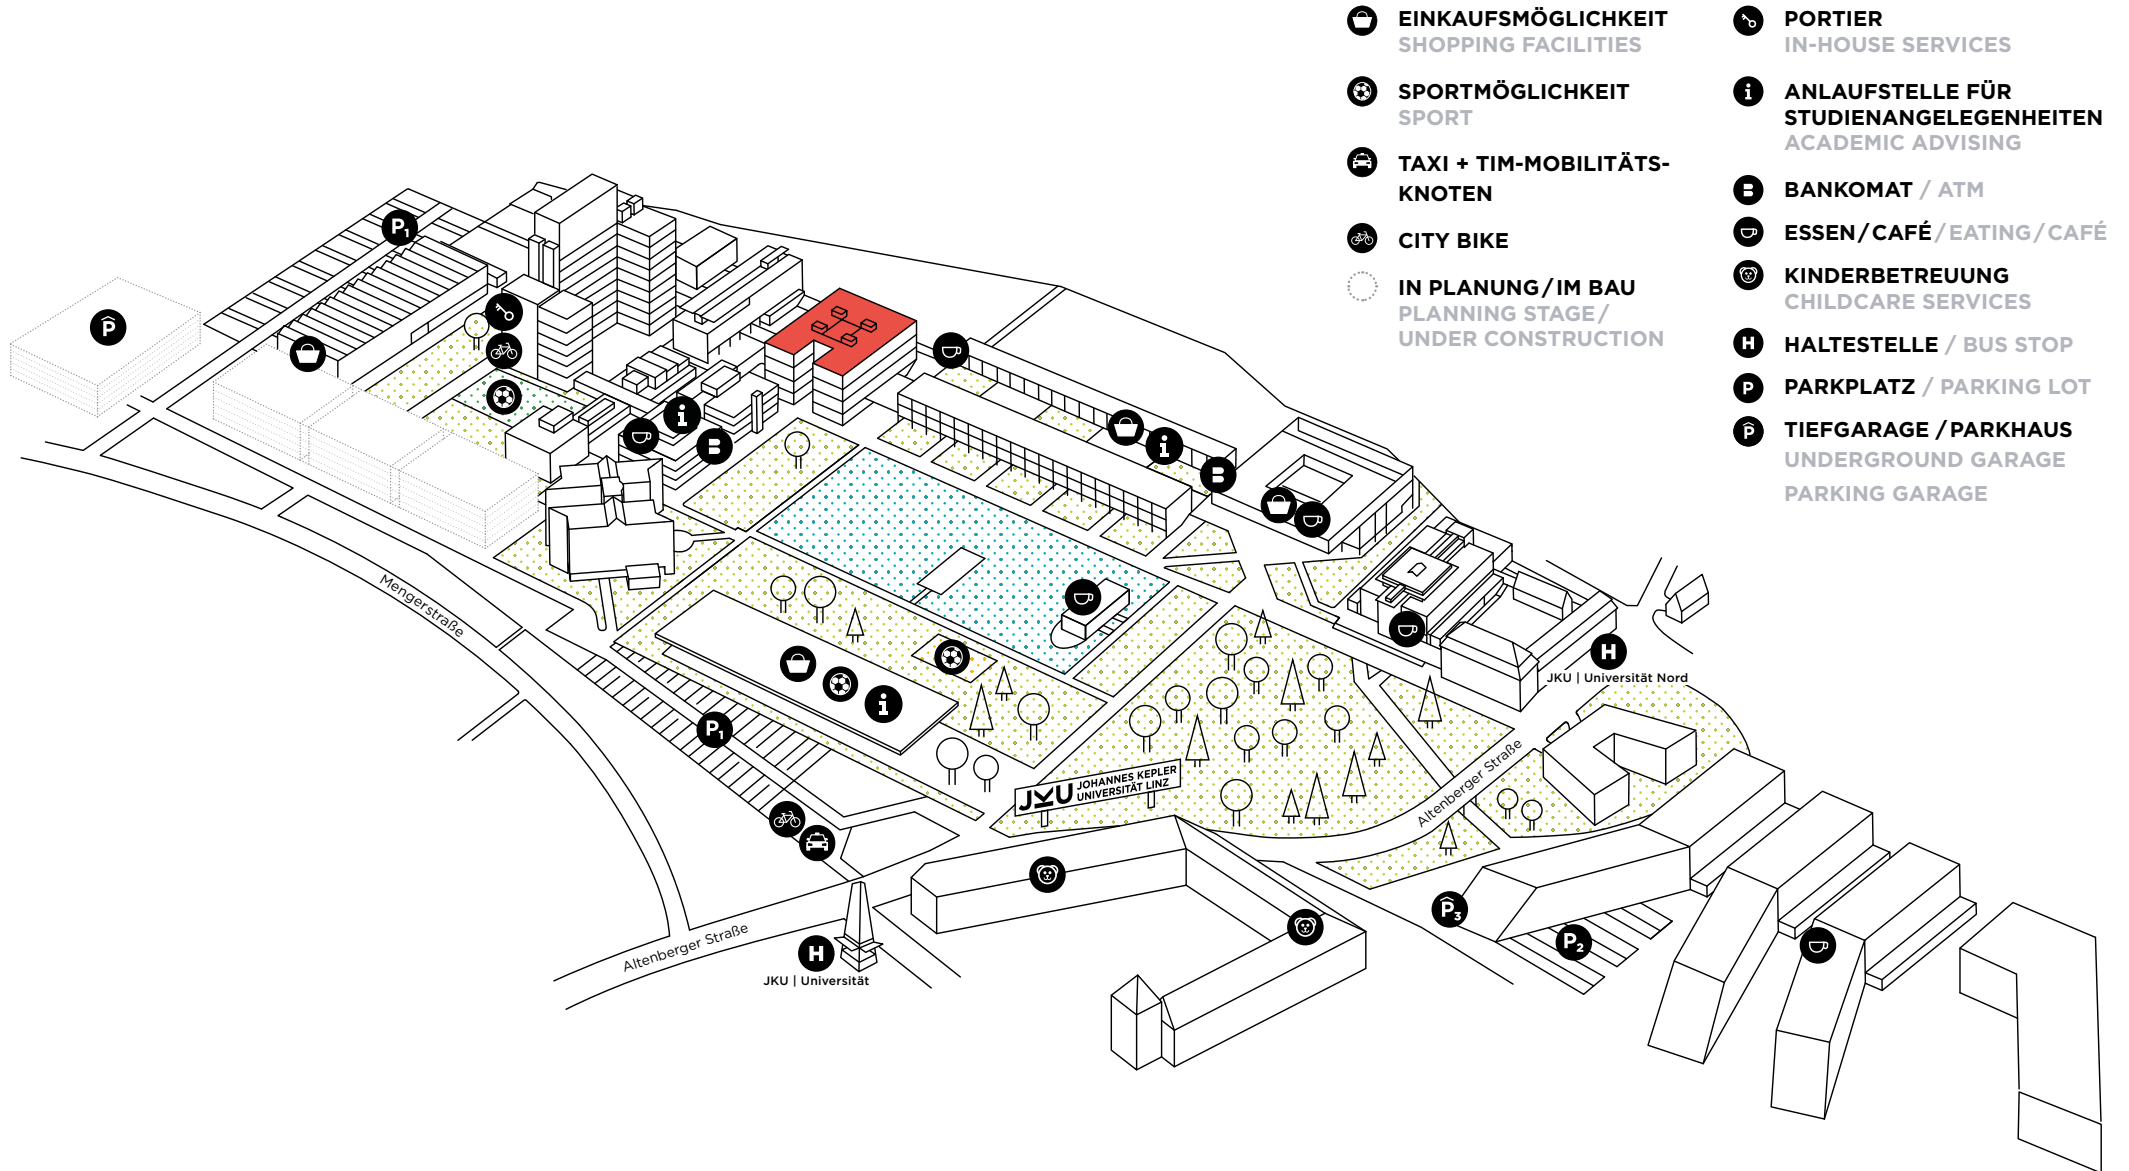 EINKAUFSMÖGLICHKEIT
SHOPPING FACILITIES
SPORTMÖGLICHKEIT
SPORT
TAXI + TIM-MOBILITÄTS-
KNOTEN
CITY BIKE
IN PLANUNG / IM BAU
PLANNING STAGE /
UNDER CONSTRUCTION
PORTIER
IN-HOUSE SERVICES
i
ANLAUFSTELLE FÜR
STUDIENANGELEGENHEITEN
ACADEMIC ADVISING
B
BANKOMAT / ATM
ESSEN / CAFÉ / EATING / CAFÉ
KINDERBETREUUNG
CHILDCARE SERVICES
H
HALTESTELLE / BUS STOP
P
PARKPLATZ / PARKING LOT
P
TIEFGARAGE / PARKHAUS
UNDERGROUND GARAGE
PARKING GARAGE
P1
P
i
B
i
B
Mengerstraße
i
P1
H
JKU | Universität Nord
JKU JOHANNES KEPLER
UNIVERSITÄT LINZ
Altenberger Straße
P3
P2
Altenberger Straße
H
JKU | Universität